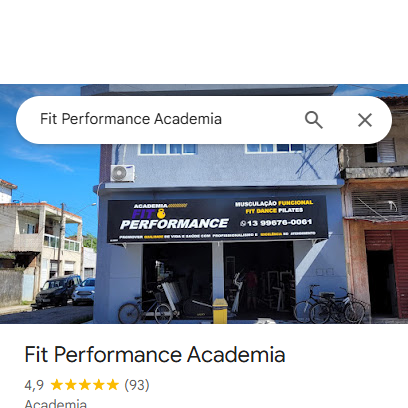 Fit Performance Academia
ACADEMIA
FIT
PERFORMANCE
MUSCULAÇÃO FUNCIONAL
FIT DANCE PILATES
13 99676-0061
PROMOVER QUALIDADE DE VIDA E SAÚDE COM PROFISSIONALISMO E EXCELÊNCIA NO ATENDIMENTO
Fit Performance Academia
4,9 (93)
Academia